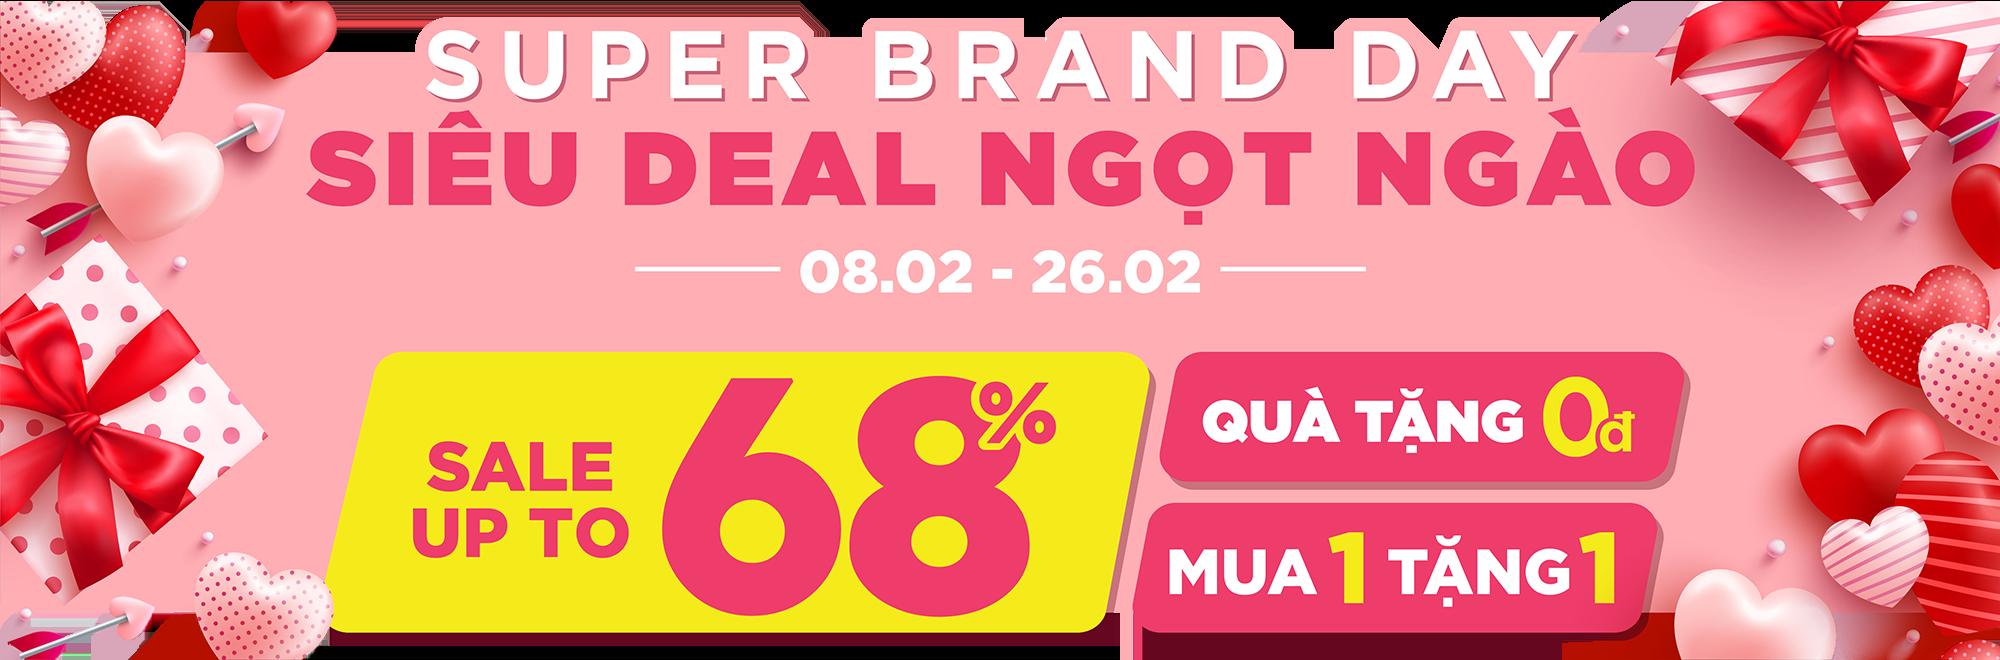 SUPER BRAND DAY
SIÊU DEAL NGỌT NGÀO
08.02 - 26.02
SALE
UP TO
68%
QUÀ TẶNG 0đ
MUA 1 TẶNG 1